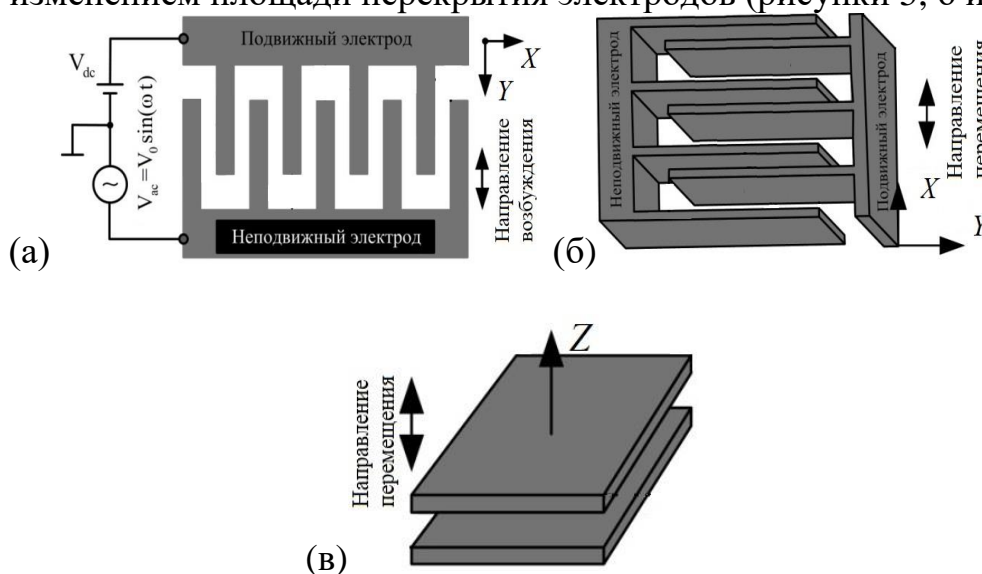 изменением площади перекрытия электродов (рисунки 3, б и
Подвижный электрод
X
Y
V_dc
V_ac = V_0 sin(ω t)
~
Направление
возбуждения
Неподвижный электрод
(а)
Неподвижный электрод
Подвижный электрод
Направление
перемещения
X
Y
(б)
Z
Направление
перемещения
(в)